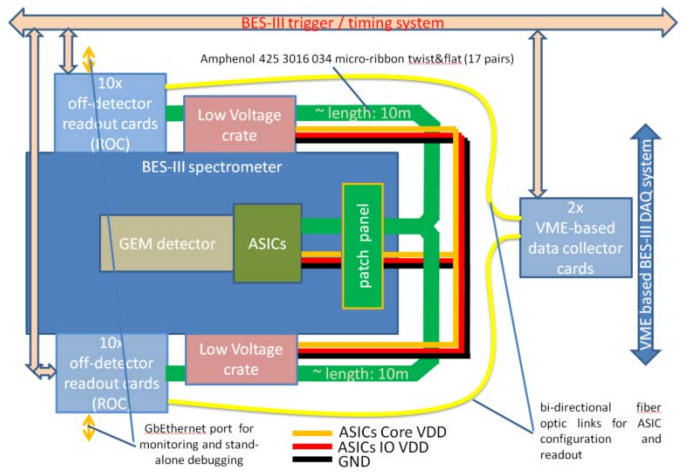 BES-III trigger / timing system
Amphenol 425 3016 034 micro-ribbon twist&flat (17 pairs)
10x
off-detector
readout cards
(ROC)
Low Voltage
crate
~ length: 10m
BES-III spectrometer
GEM detector
ASICs
patch panel
2x
VME-based
data collector
cards
VME based BES-III DAQ system
10x
off-detector
readout cards
(ROC)
Low Voltage
crate
~ length: 10m
GbEthernet port for
monitoring and stand-
alone debugging
ASICs Core VDD
ASICs IO VDD
GND
bi-directional fiber
optic links for ASIC
configuration and
readout